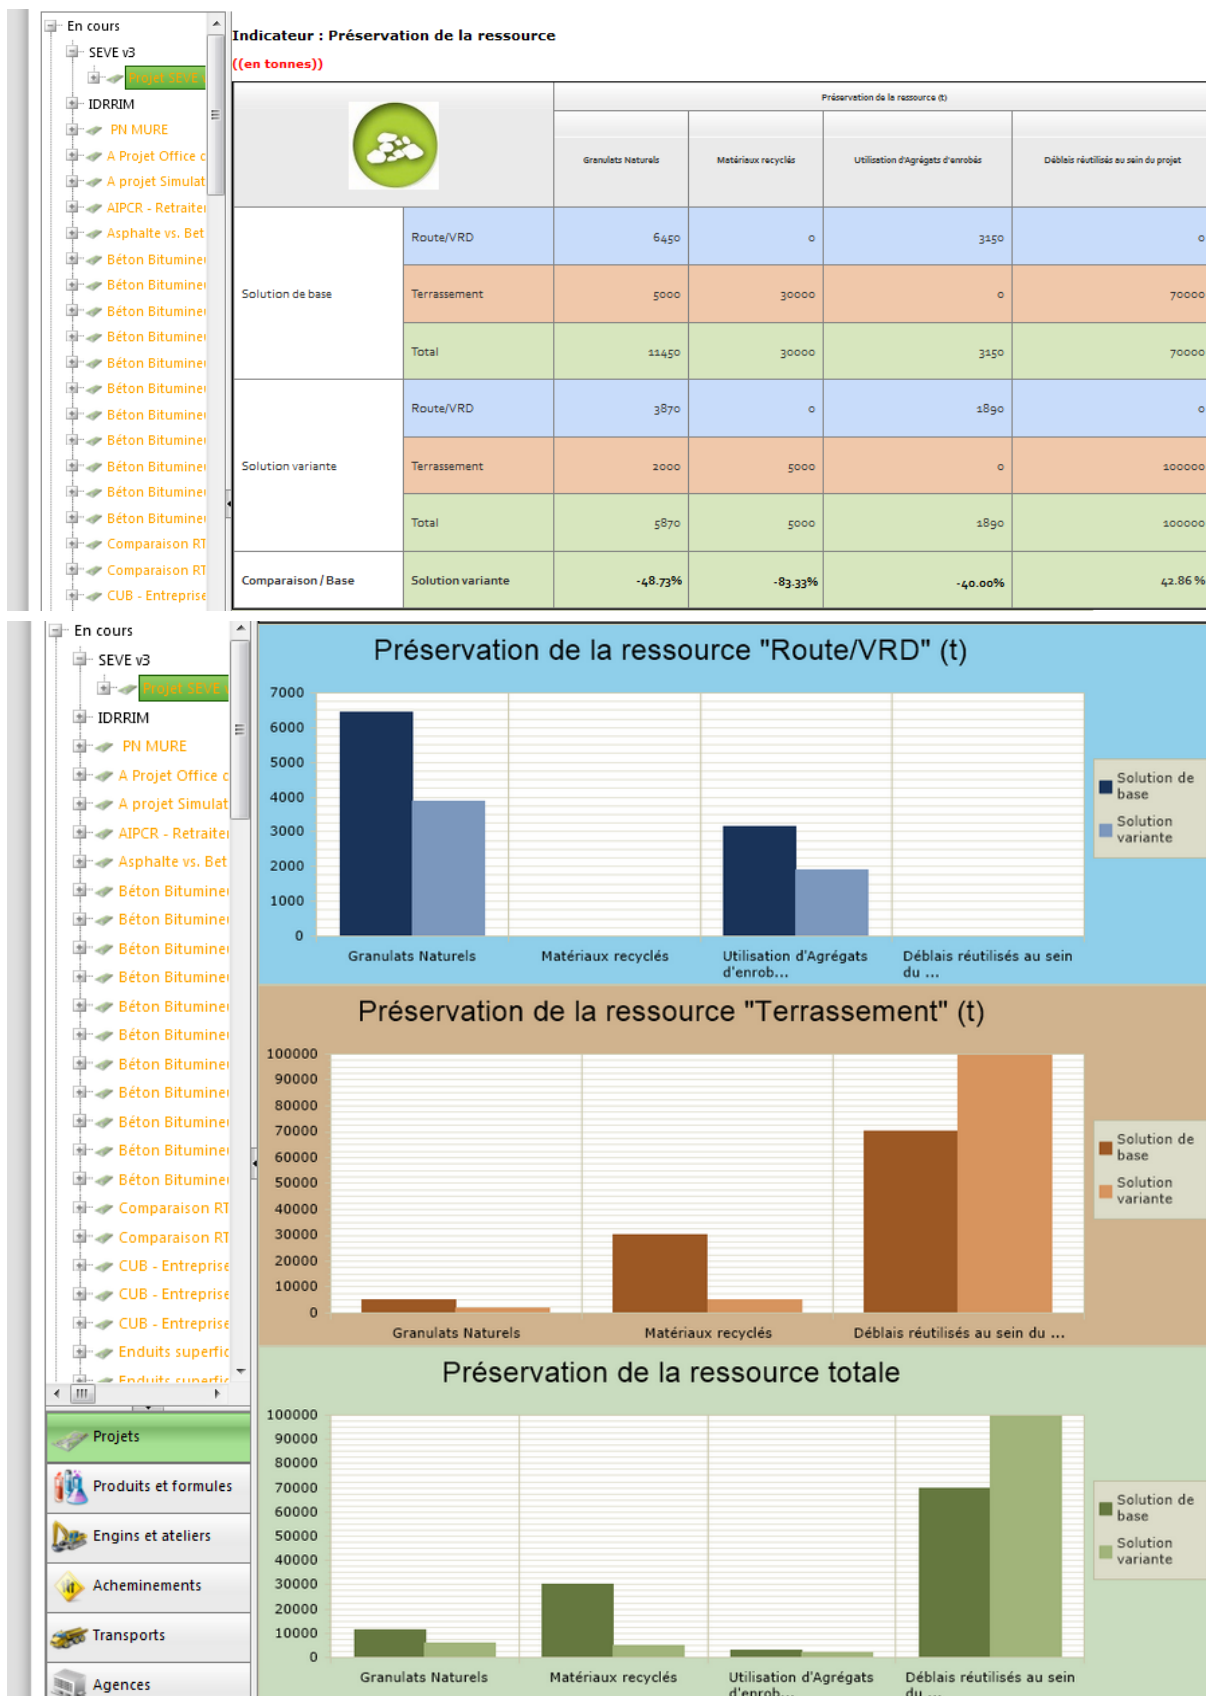 En cours
SEVE v3
Projet SEVE
IDRRIM
PN MURE
A Projet Office c
A projet Simulat
AIPCR - Retraite
Asphalte vs. Bet
Béton Bitumine
Béton Bitumine
Béton Bitumine
Béton Bitumine
Béton Bitumine
Béton Bitumine
Béton Bitumine
Béton Bitumine
Béton Bitumine
Béton Bitumine
Béton Bitumine
Comparaison RT
Comparaison RT
CUB - Entreprise
Indicateur : Préservation de la ressource
((en tonnes))
Préservation de la ressource (t)
Granulats Naturels Matériaux recyclés Utilisation d'Agrégats d'enrobés Déblais réutilisés au sein du projet
Solution de base
Route/VRD 6450 0 3150 0
Terrassement 5000 30000 0 70000
Total 11450 30000 3150 70000
Solution variante
Route/VRD 3870 0 1890 0
Terrassement 2000 5000 0 100000
Total 5870 5000 1890 100000
Comparaison / Base Solution variante -48.73% -83.33% -40.00% 42.86 %
En cours
SEVE v3
Projet SEVE
IDRRIM
PN MURE
A Projet Office c
A projet Simulat
AIPCR - Retraite
Asphalte vs. Bet
Béton Bitumine
Béton Bitumine
Béton Bitumine
Béton Bitumine
Béton Bitumine
Béton Bitumine
Béton Bitumine
Béton Bitumine
Béton Bitumine
Béton Bitumine
Béton Bitumine
Comparaison RT
Comparaison RT
CUB - Entreprise
CUB - Entreprise
CUB - Entreprise
Enduits superfic
Enduits superfic
Projets
Produits et formules
Engins et ateliers
Acheminements
Transports
Agences
Préservation de la ressource "Route/VRD" (t)
7000
6000
5000
4000
3000
2000
1000
0
Granulats Naturels Matériaux recyclés Utilisation d'Agrégats Déblais réutilisés au sein
d'enrob... du ...
Solution de
base
Solution
variante
Préservation de la ressource "Terrassement" (t)
100000
90000
80000
70000
60000
50000
40000
30000
20000
10000
0
Granulats Naturels Matériaux recyclés Déblais réutilisés au sein du ...
Solution de
base
Solution
variante
Préservation de la ressource totale
100000
90000
80000
70000
60000
50000
40000
30000
20000
10000
0
Granulats Naturels Matériaux recyclés Utilisation d'Agrégats Déblais réutilisés au sein
d'enrob... du ...
Solution de
base
Solution
variante